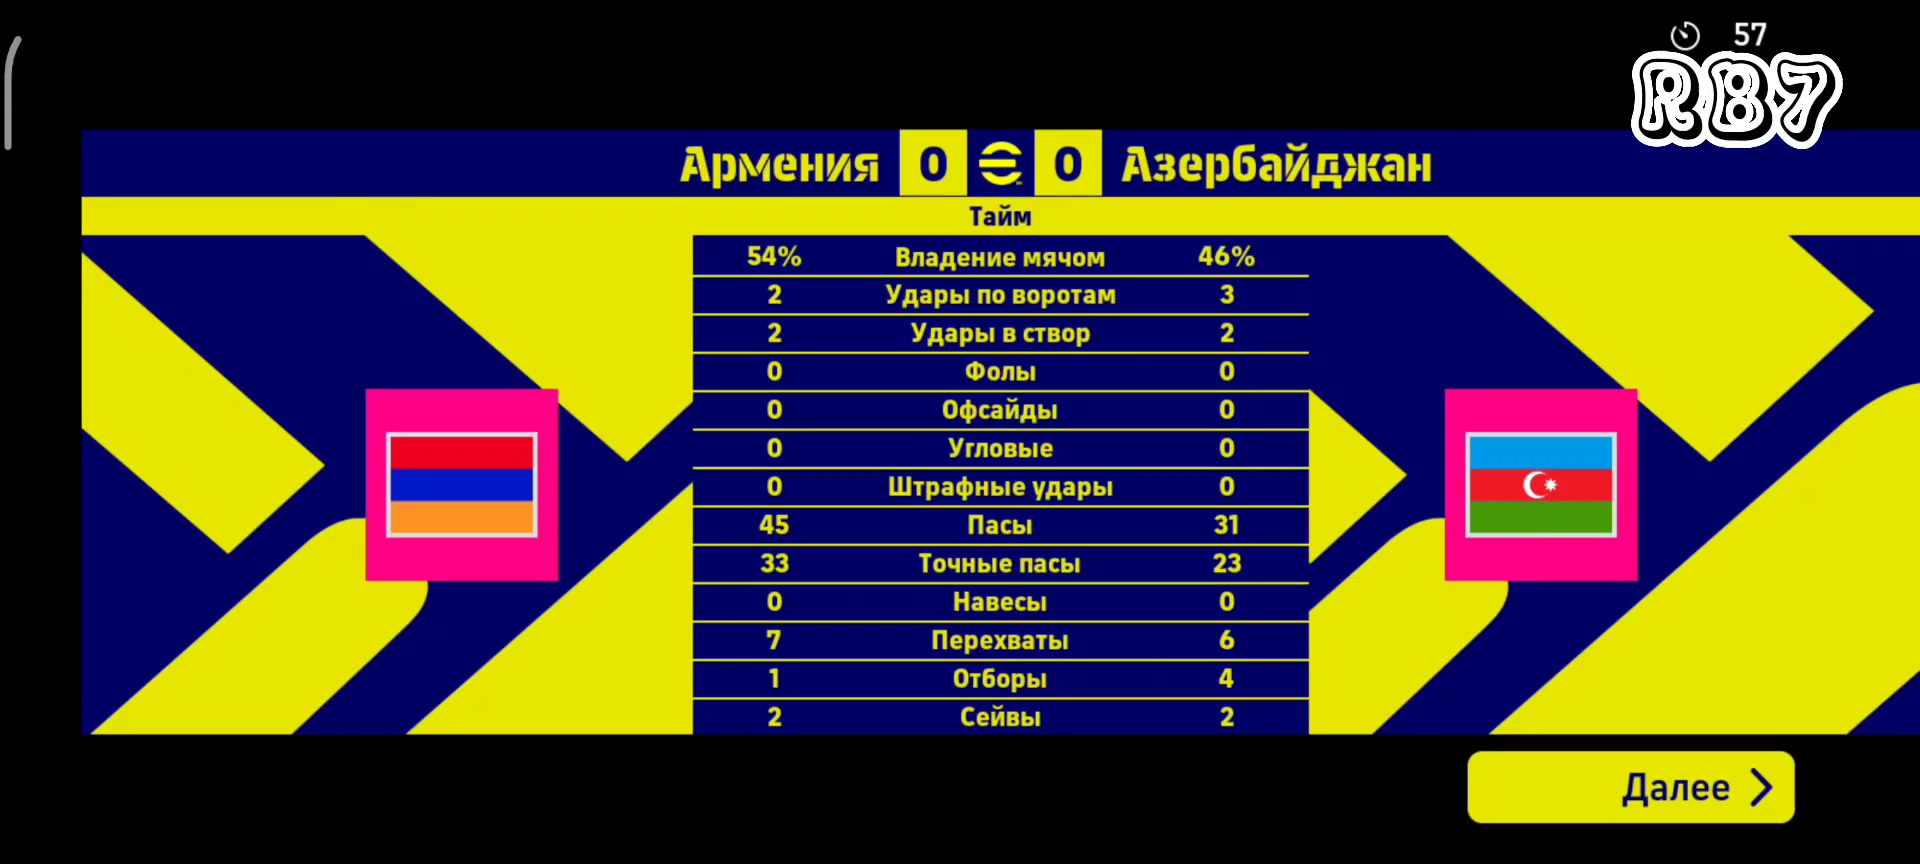 57
RB7
Армения 0 0 Азербайджан
Тайм
54% Владение мячом 46%
2 Удары по воротам 3
2 Удары в створ 2
0 Фолы 0
0 Офсайды 0
0 Угловые 0
0 Штрафные удары 0
45 Пасы 31
33 Точные пасы 23
0 Навесы 0
7 Перехваты 6
1 Отборы 4
2 Сейвы 2
Далее